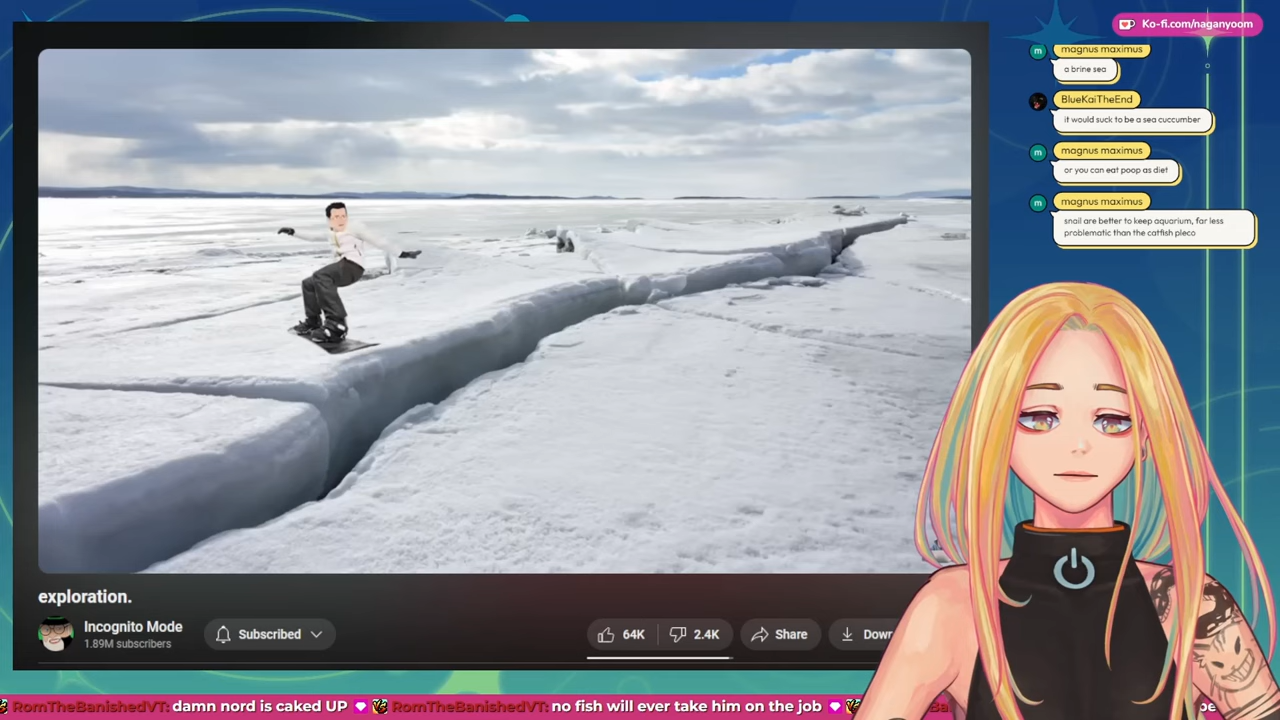 Ko-fi.com/naganyoom
m
magnus maximus
a brine sea
BlueKaiTheEnd
it would suck to be a sea cuccumber
m
magnus maximus
or you can eat poop as diet
m
magnus maximus
snail are better to keep aquarium, far less
problematic than the catfish pleco
exploration.
Incognito Mode
1.89M subscribers
Subscribed
64K
2.4K
Share
Down
RomTheBanishedVT: damn nord is caked UP RomTheBanishedVT: no fish will ever take him on the job